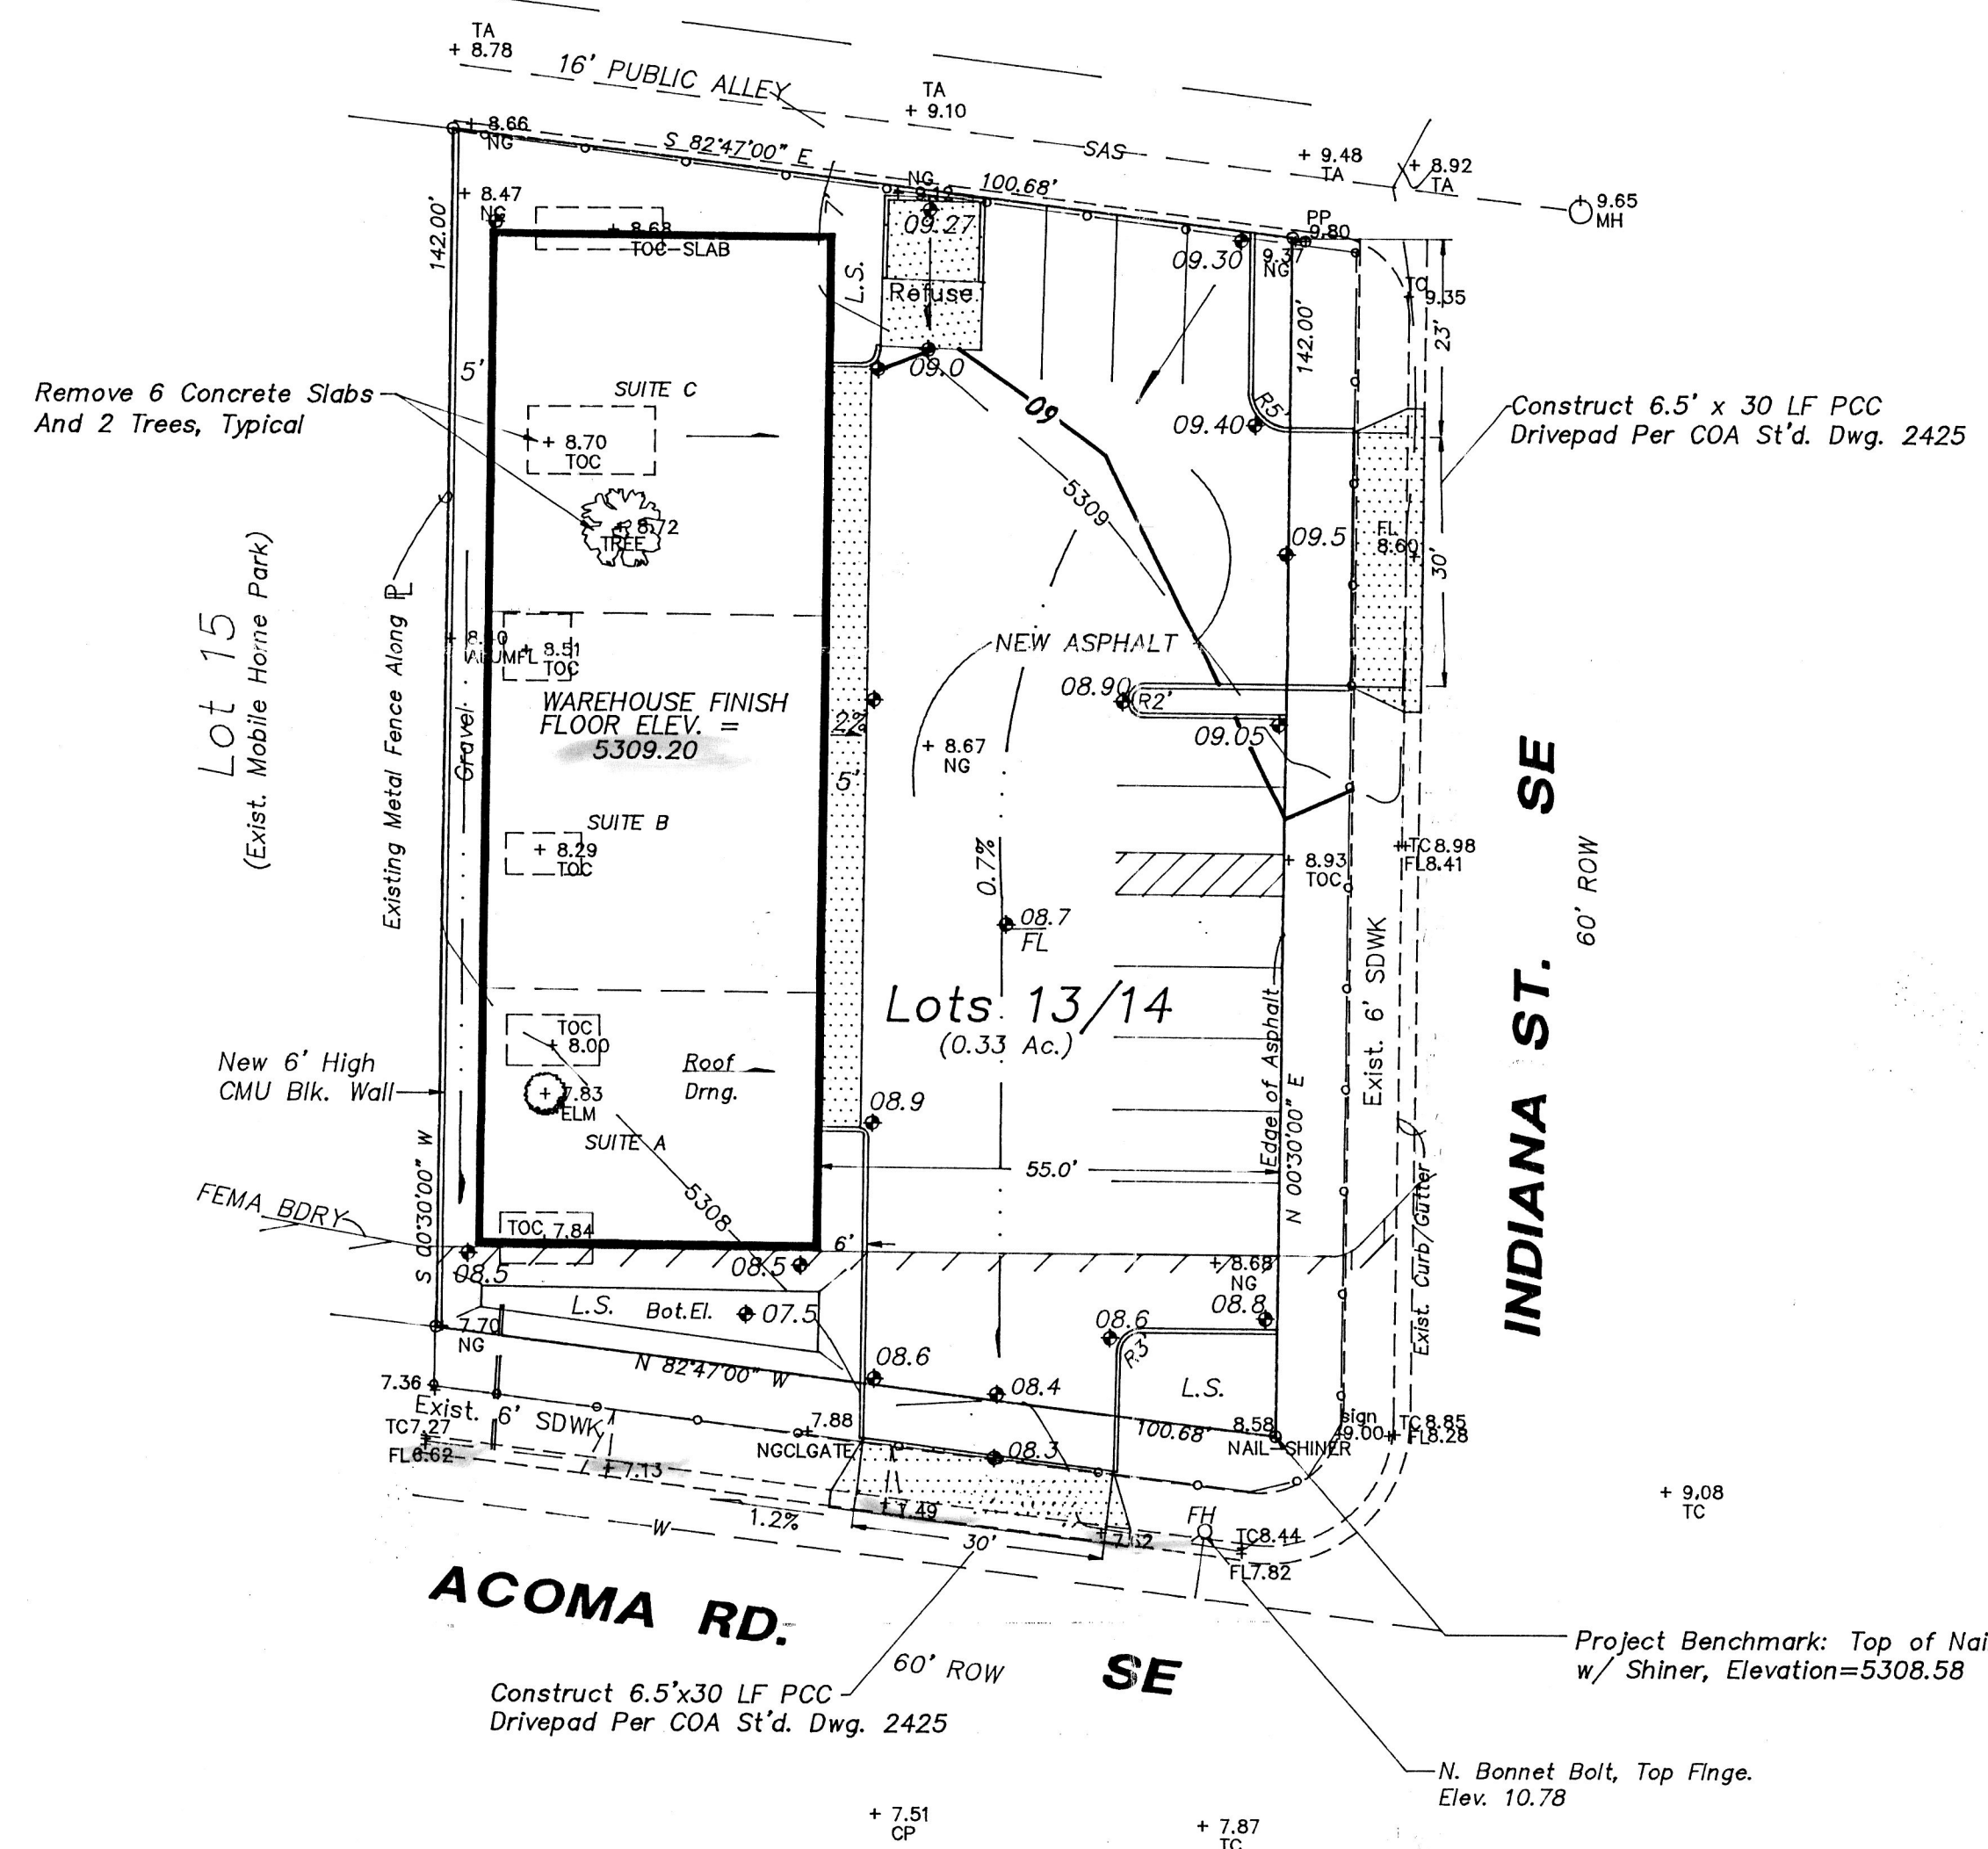 TA
+ 8.78
16' PUBLIC ALLEY
TA
+ 9.10
SAS
+ 9.48
TA
+ 8.92
TA
+ 9.65
MH
+ 8.66
NG
S 82°47'00" E
100.68'
NG
+ 9.12
PP
9.80
+ 8.47
NG
142.00'
+ 8.68
TOC-SLAB
7'
L.S.
09.27
Refuse
09.30
9.37
NG
TC
9.35
23'
142.00'
09.0
09
R5'
09.40
5'
SUITE C
Remove 6 Concrete Slabs
And 2 Trees, Typical
+ 8.70
TOC
+ 8.72
TREE
Construct 6.5' x 30 LF PCC
Drivepad Per COA St'd. Dwg. 2425
5309
09.5
FL
8.60
30'
Lot 15
(Exist. Mobile Home Park)
Existing Metal Fence Along PL
Gravel
+ 8.51
TOC
WAREHOUSE FINISH
FLOOR ELEV. =
5309.20
2%
5'
NEW ASPHALT
08.90
R2'
09.05
+ 8.67
NG
SUITE B
+ 8.29
TOC
0.7%
08.7
FL
+ 8.93
TOC
TC 8.98
FL8.41
60' ROW
INDIANA ST. SE
Exist. 6' SDWK
Edge of Asphalt
N 00°30'00" E
Lots 13/14
(0.33 Ac.)
TOC
+ 8.00
New 6' High
CMU Blk. Wall
+ 7.83
ELM
Roof
Drng.
SUITE A
08.9
55.0'
5308
S 00°30'00" W
FEMA BDRY
TOC 7.84
6'
08.5
08.5
+ 8.68
NG
Exist. Curb/Gutter
L.S.
Bot.El.
07.5
08.8
08.6
R3'
+ 7.70
NG
N 82°47'00" W
08.6
08.4
L.S.
7.36
Exist. 6' SDWK
TC7.27
FL6.62
+ 7.13
+7.88
NGCLGATE
08.3
100.68'
8.58
NAIL-SHINER
sign
9.00
TC 8.85
FL8.28
+ 9.08
TC
1.2%
W
7.49
30'
FH
TC8.44
FL7.82
ACOMA RD. SE
60' ROW
Construct 6.5'x30 LF PCC
Drivepad Per COA St'd. Dwg. 2425
Project Benchmark: Top of Nai
w/ Shiner, Elevation=5308.58
N. Bonnet Bolt, Top Flnge.
Elev. 10.78
+ 7.51
CP
+ 7.87
TC